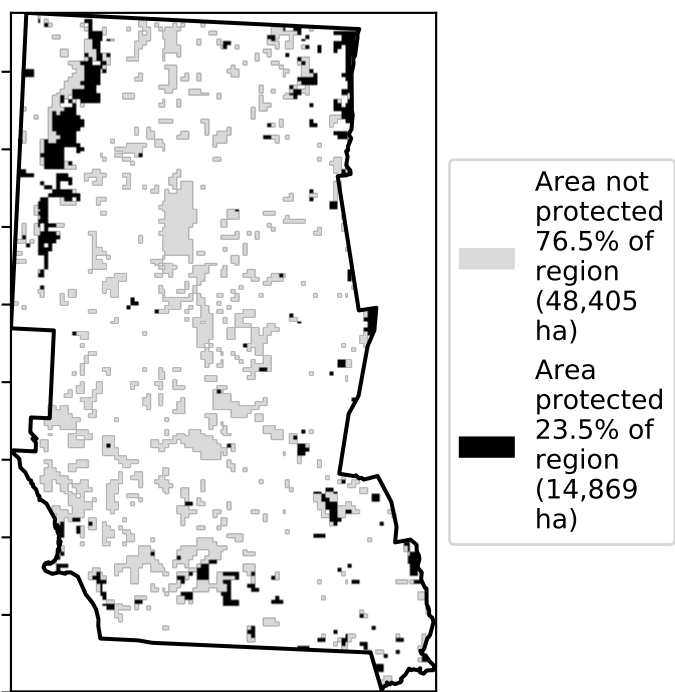 Area not
protected
76.5% of
region
(48,405
ha)
Area
protected
23.5% of
region
(14,869
ha)